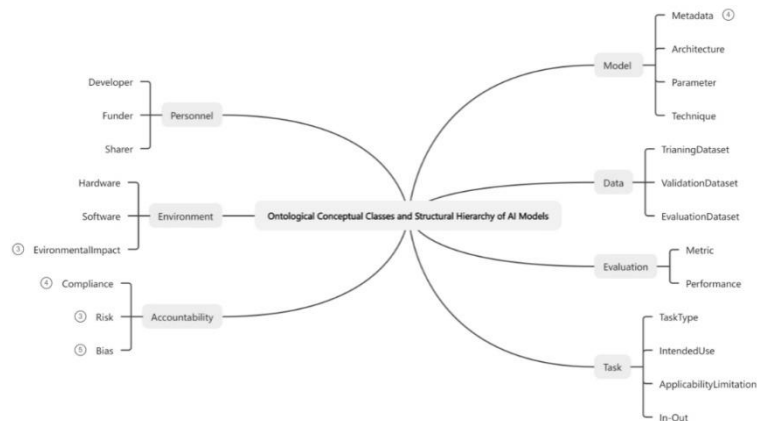 Ontological Conceptual Classes and Structural Hierarchy of AI Models
Personnel
Developer
Funder
Sharer
Environment
Hardware
Software
③ EvironmentalImpact
Accountability
④ Compliance
③ Risk
⑤ Bias
Model
Metadata ④
Architecture
Parameter
Technique
Data
TrianingDataset
ValidationDataset
EvaluationDataset
Evaluation
Metric
Performance
Task
TaskType
IntendedUse
ApplicabilityLimitation
In-Out